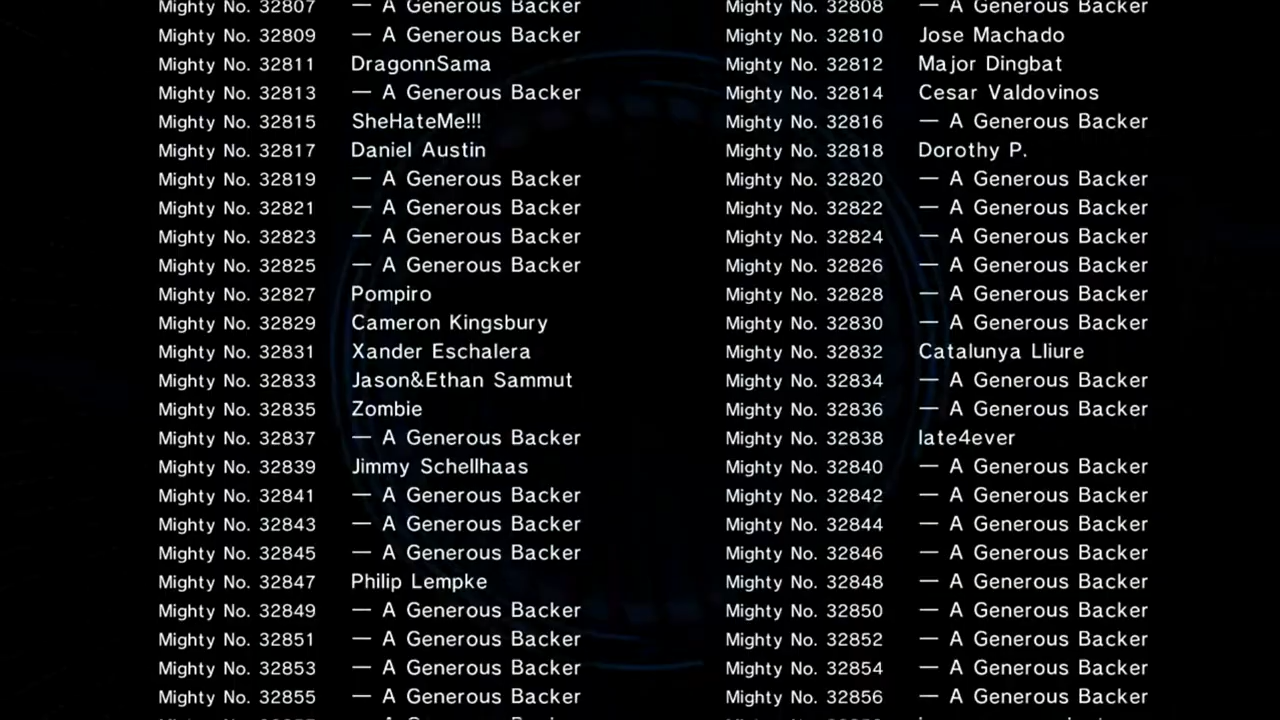 Mighty No. 32807 — A Generous Backer Mighty No. 32808 — A Generous Backer
Mighty No. 32809 — A Generous Backer Mighty No. 32810 Jose Machado
Mighty No. 32811 DragonnSama Mighty No. 32812 Major Dingbat
Mighty No. 32813 — A Generous Backer Mighty No. 32814 Cesar Valdovinos
Mighty No. 32815 SheHateMe!!! Mighty No. 32816 — A Generous Backer
Mighty No. 32817 Daniel Austin Mighty No. 32818 Dorothy P.
Mighty No. 32819 — A Generous Backer Mighty No. 32820 — A Generous Backer
Mighty No. 32821 — A Generous Backer Mighty No. 32822 — A Generous Backer
Mighty No. 32823 — A Generous Backer Mighty No. 32824 — A Generous Backer
Mighty No. 32825 — A Generous Backer Mighty No. 32826 — A Generous Backer
Mighty No. 32827 Pompiro Mighty No. 32828 — A Generous Backer
Mighty No. 32829 Cameron Kingsbury Mighty No. 32830 — A Generous Backer
Mighty No. 32831 Xander Eschalera Mighty No. 32832 Catalunya Lliure
Mighty No. 32833 Jason&Ethan Sammut Mighty No. 32834 — A Generous Backer
Mighty No. 32835 Zombie Mighty No. 32836 — A Generous Backer
Mighty No. 32837 — A Generous Backer Mighty No. 32838 late4ever
Mighty No. 32839 Jimmy Schellhaas Mighty No. 32840 — A Generous Backer
Mighty No. 32841 — A Generous Backer Mighty No. 32842 — A Generous Backer
Mighty No. 32843 — A Generous Backer Mighty No. 32844 — A Generous Backer
Mighty No. 32845 — A Generous Backer Mighty No. 32846 — A Generous Backer
Mighty No. 32847 Philip Lempke Mighty No. 32848 — A Generous Backer
Mighty No. 32849 — A Generous Backer Mighty No. 32850 — A Generous Backer
Mighty No. 32851 — A Generous Backer Mighty No. 32852 — A Generous Backer
Mighty No. 32853 — A Generous Backer Mighty No. 32854 — A Generous Backer
Mighty No. 32855 — A Generous Backer Mighty No. 32856 — A Generous Backer